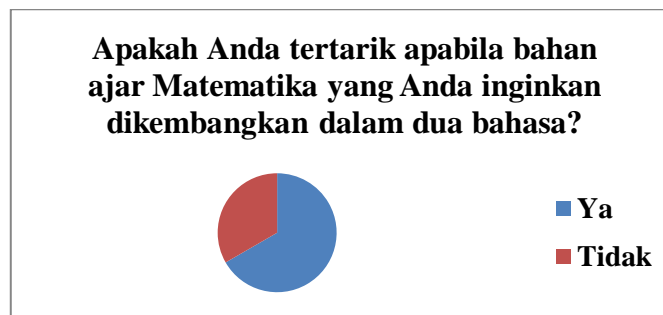 Apakah Anda tertarik apabila bahan
ajar Matematika yang Anda inginkan
dikembangkan dalam dua bahasa?
Ya
Tidak